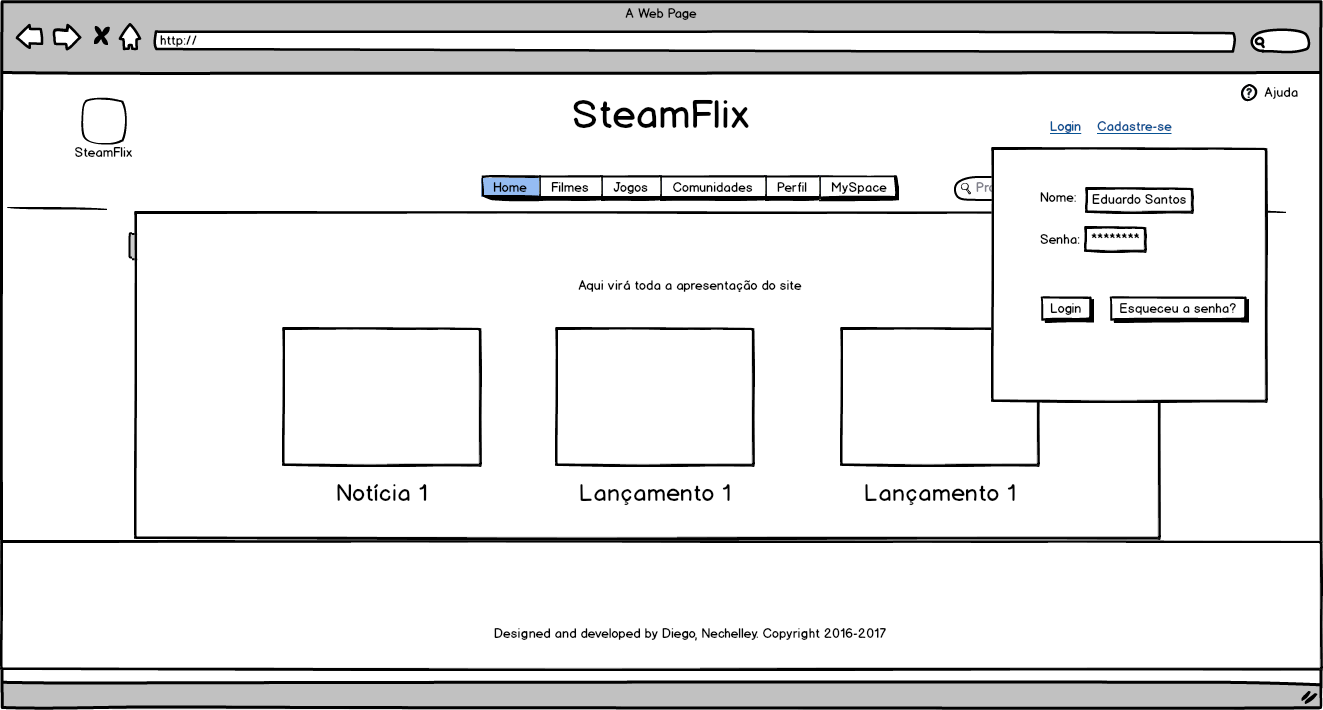 A Web Page
http://
Ajuda
SteamFlix
Login Cadastre-se
SteamFlix
Home Filmes Jogos Comunidades Perfil MySpace
Nome: Eduardo Santos
Senha: ********
Login Esqueceu a senha?
Aqui virá toda a apresentação do site
Notícia 1 Lançamento 1 Lançamento 1
Designed and developed by Diego, Nechelley. Copyright 2016-2017